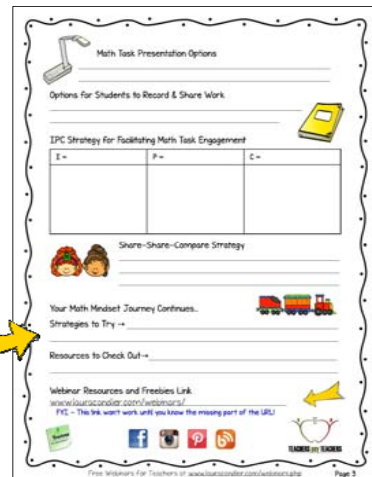 Math Task Presentation Options
Options for Students to Record & Share Work
IPC Strategy for Facilitating Math Task Engagement
I = P = C =
Share-Share-Compare Strategy
Your Math Mindset Journey Continues...
Strategies to Try →
Resources to Check Out→
Webinar Resources and Freebies Link
www.lauracandler.com/webinars/
FYI - This link won't work until you know the missing part of the URL!
TEACHERS PAY TEACHERS
Free Webinars for Teachers at www.lauracandler.com/webinars.php Page 3